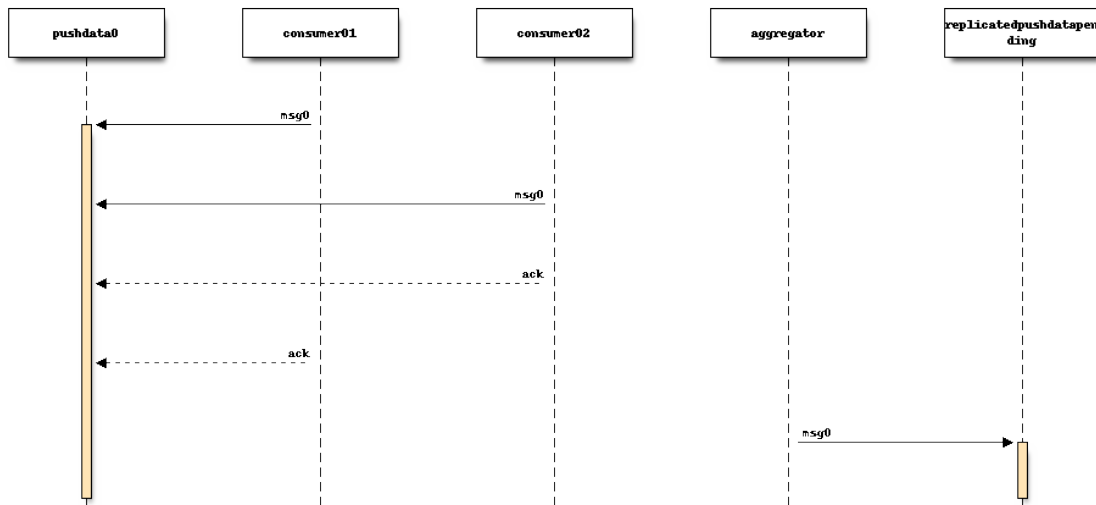 pushdata0
consumer01
consumer02
aggregator
replicatedpushdatapen
ding
msg0
msg0
ack
ack
msg0